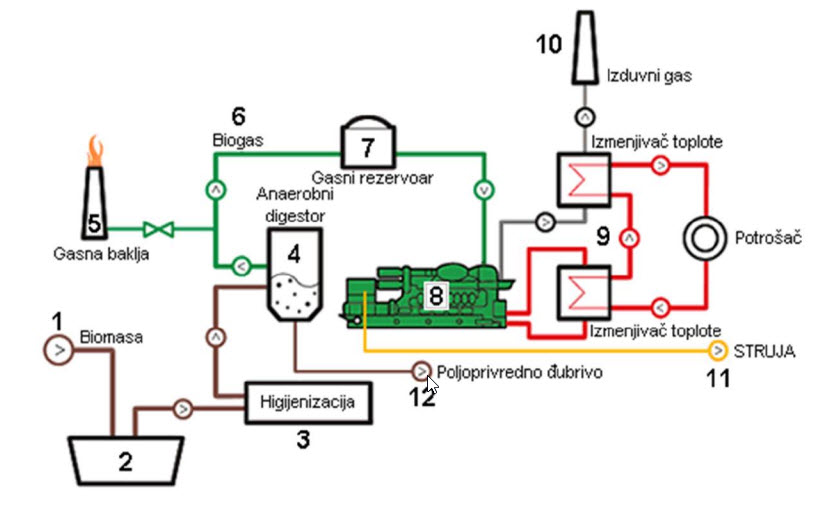 10
Izduvni gas
6
Biogas
7
Gasni rezervoar
Izmenjivač toplote
Anaerobni
digestor
5
Gasna baklja
4
9
Potrošač
8
1
Biomasa
Izmenjivač toplote
STRUJA
11
Poljoprivredno đubrivo
12
Higijenizacija
3
2